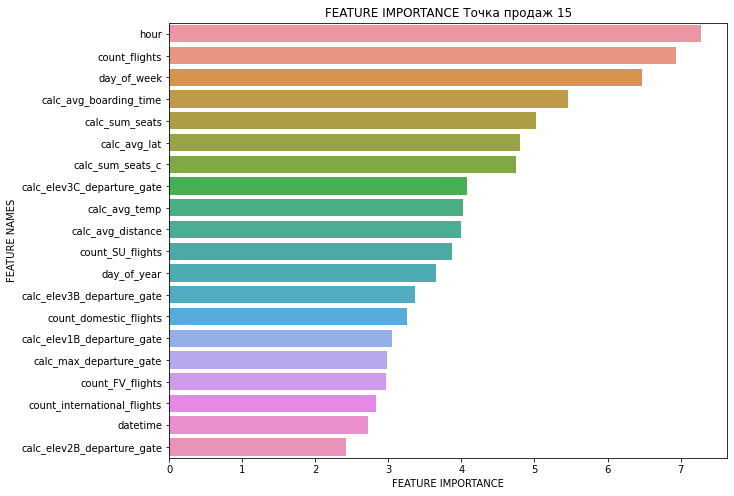 FEATURE IMPORTANCE Точка продаж 15
hour
count_flights
day_of_week
calc_avg_boarding_time
calc_sum_seats
calc_avg_lat
calc_sum_seats_c
calc_elev3C_departure_gate
calc_avg_temp
calc_avg_distance
count_SU_flights
day_of_year
calc_elev3B_departure_gate
count_domestic_flights
calc_elev1B_departure_gate
calc_max_departure_gate
count_FV_flights
count_international_flights
datetime
calc_elev2B_departure_gate
FEATURE NAMES
0 1 2 3 4 5 6 7
FEATURE IMPORTANCE